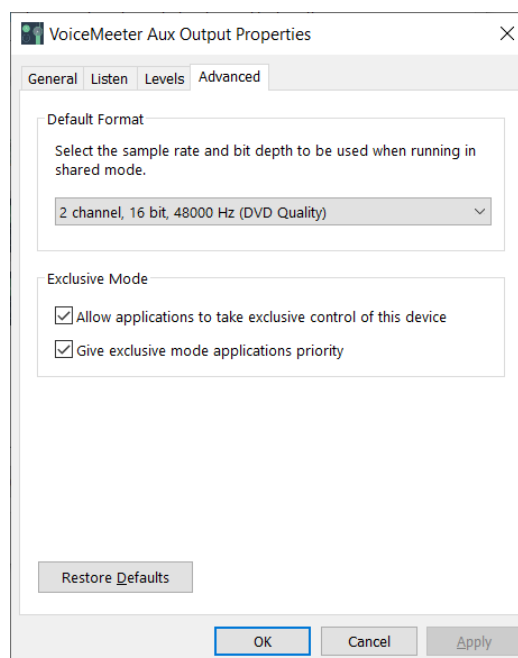 VoiceMeeter Aux Output Properties
General Listen Levels Advanced
Default Format
Select the sample rate and bit depth to be used when running in
shared mode.
2 channel, 16 bit, 48000 Hz (DVD Quality)
Exclusive Mode
Allow applications to take exclusive control of this device
Give exclusive mode applications priority
Restore Defaults
OK Cancel Apply